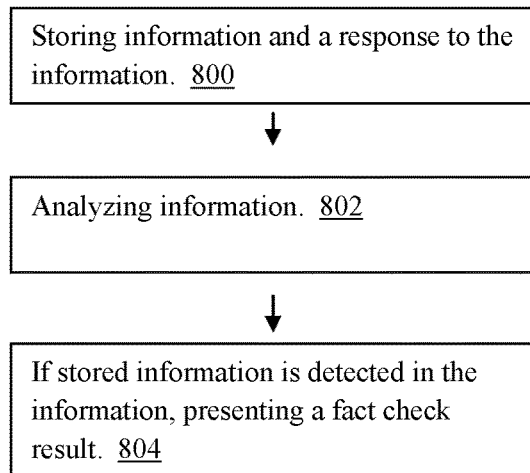 Storing information and a response to the
information. 800
Analyzing information. 802
If stored information is detected in the
information, presenting a fact check
result. 804